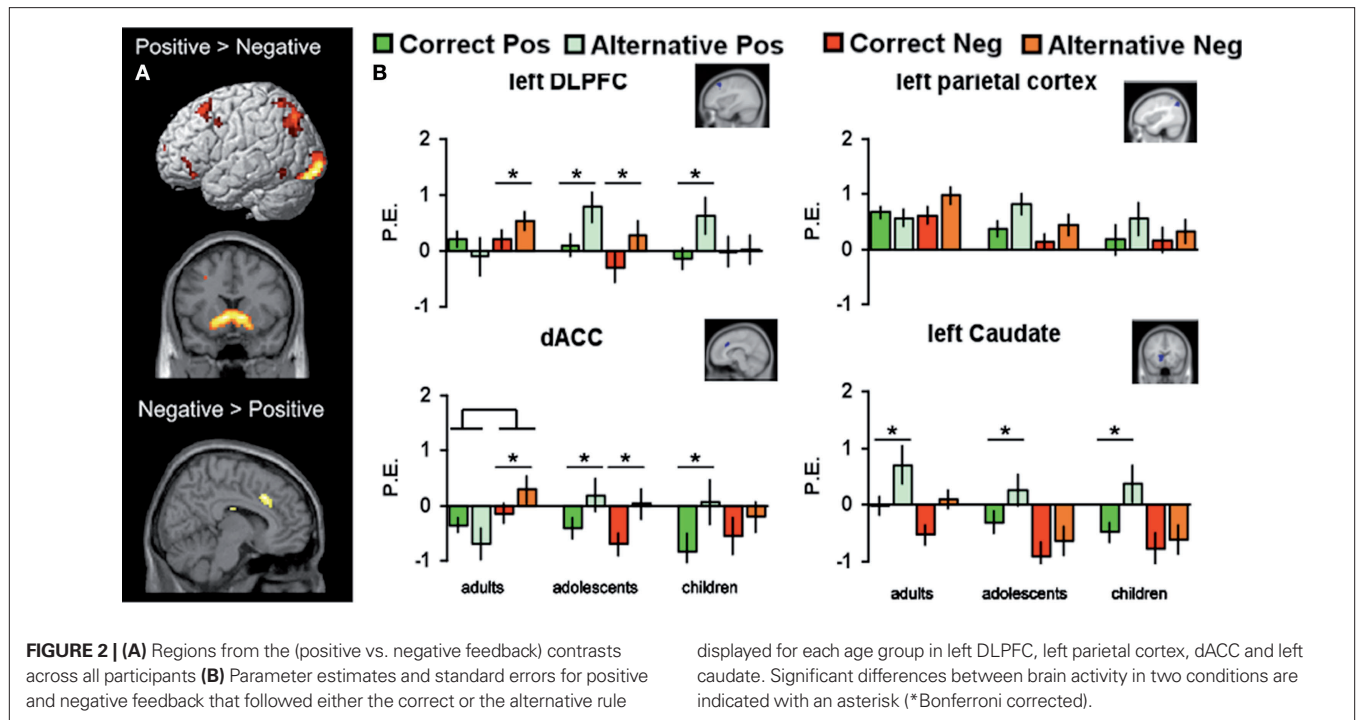 Positive > Negative
A
Negative > Positive
B
Correct Pos Alternative Pos Correct Neg Alternative Neg
left DLPFC
2
1
0
-1
P.E.
* * * *
left parietal cortex
2
1
0
-1
P.E.
dACC
2
1
0
-1
P.E.
* * * *
adults adolescents children
left Caudate
2
1
0
-1
P.E.
* * *
adults adolescents children
FIGURE 2 | (A) Regions from the (positive vs. negative feedback) contrasts
across all participants (B) Parameter estimates and standard errors for positive
and negative feedback that followed either the correct or the alternative rule
displayed for each age group in left DLPFC, left parietal cortex, dACC and left
caudate. Significant differences between brain activity in two conditions are
indicated with an asterisk (*Bonferroni corrected).